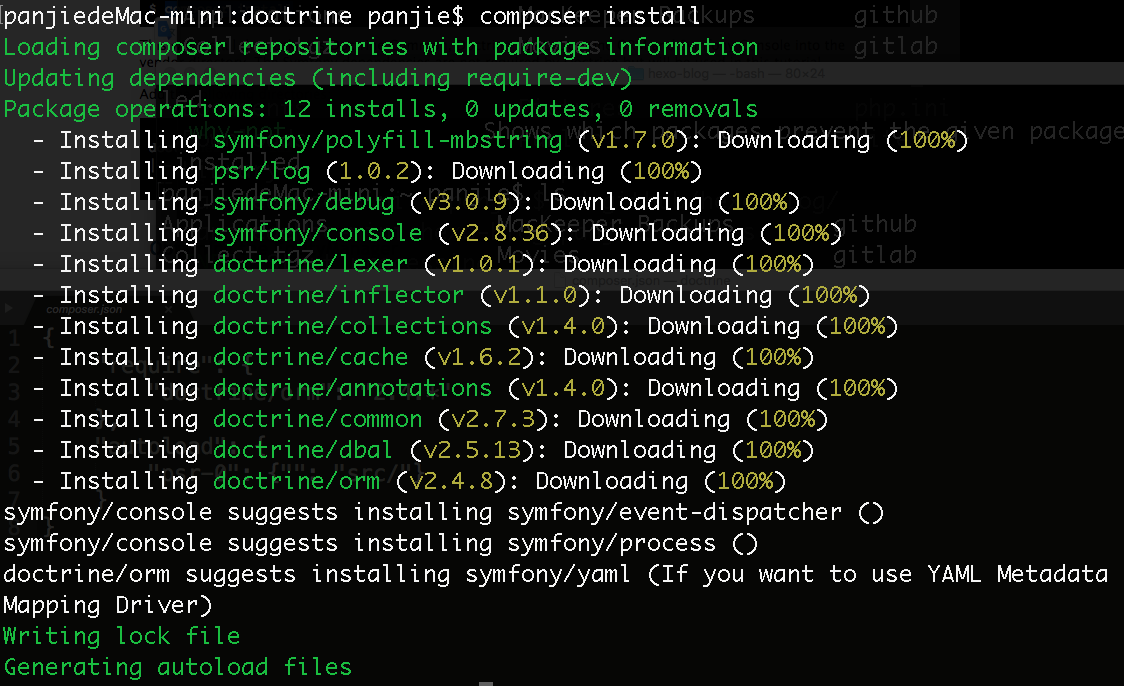 panjiedeMac-mini:doctrine panjie$ composer install
Loading composer repositories with package information
Updating dependencies (including require-dev)
Package operations: 12 installs, 0 updates, 0 removals
  - Installing symfony/polyfill-mbstring (v1.7.0): Downloading (100%)
  - Installing psr/log (1.0.2): Downloading (100%)
  - Installing symfony/debug (v3.0.9): Downloading (100%)
  - Installing symfony/console (v2.8.36): Downloading (100%)
  - Installing doctrine/lexer (v1.0.1): Downloading (100%)
  - Installing doctrine/inflector (v1.1.0): Downloading (100%)
  - Installing doctrine/collections (v1.4.0): Downloading (100%)
  - Installing doctrine/cache (v1.6.2): Downloading (100%)
  - Installing doctrine/annotations (v1.4.0): Downloading (100%)
  - Installing doctrine/common (v2.7.3): Downloading (100%)
  - Installing doctrine/dbal (v2.5.13): Downloading (100%)
  - Installing doctrine/orm (v2.4.8): Downloading (100%)
symfony/console suggests installing symfony/event-dispatcher ()
symfony/console suggests installing symfony/process ()
doctrine/orm suggests installing symfony/yaml (If you want to use YAML Metadata
Mapping Driver)
Writing lock file
Generating autoload files